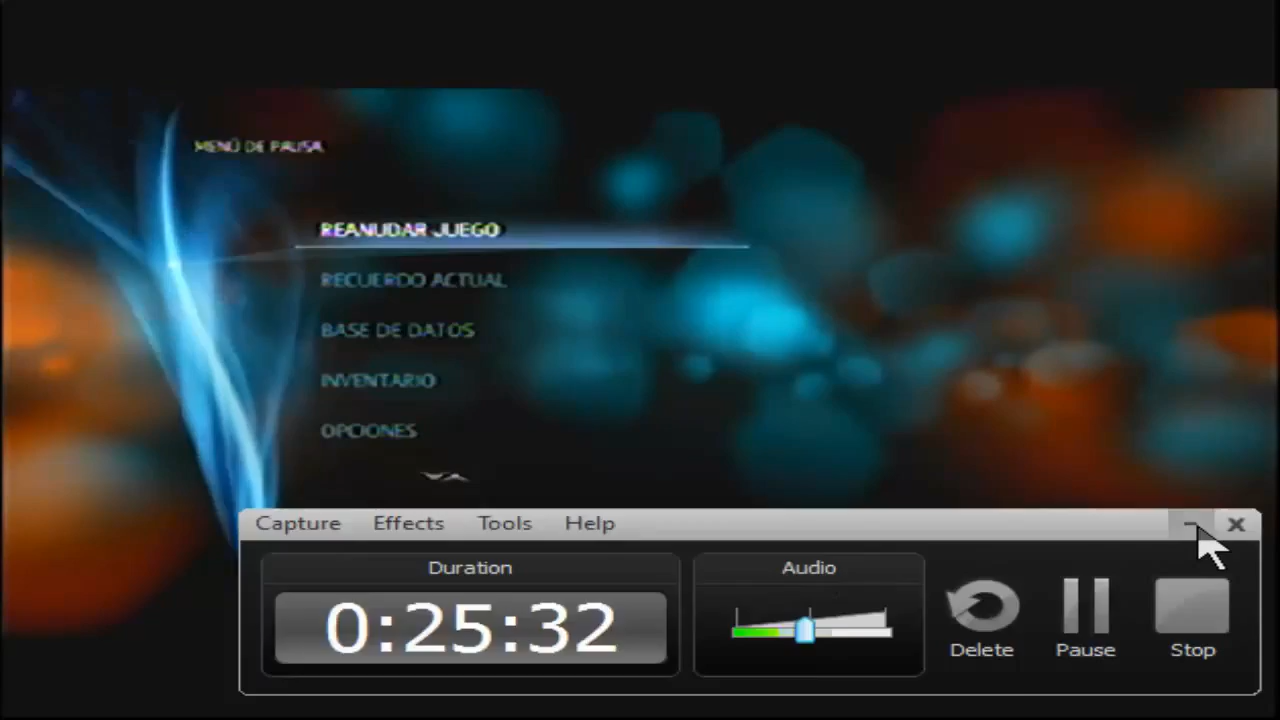 MENÚ DE PAUSA
REANUDAR JUEGO
RECUERDO ACTUAL
BASE DE DATOS
INVENTARIO
OPCIONES
Capture Effects Tools Help
Duration
0:25:32
Audio
Delete Pause Stop